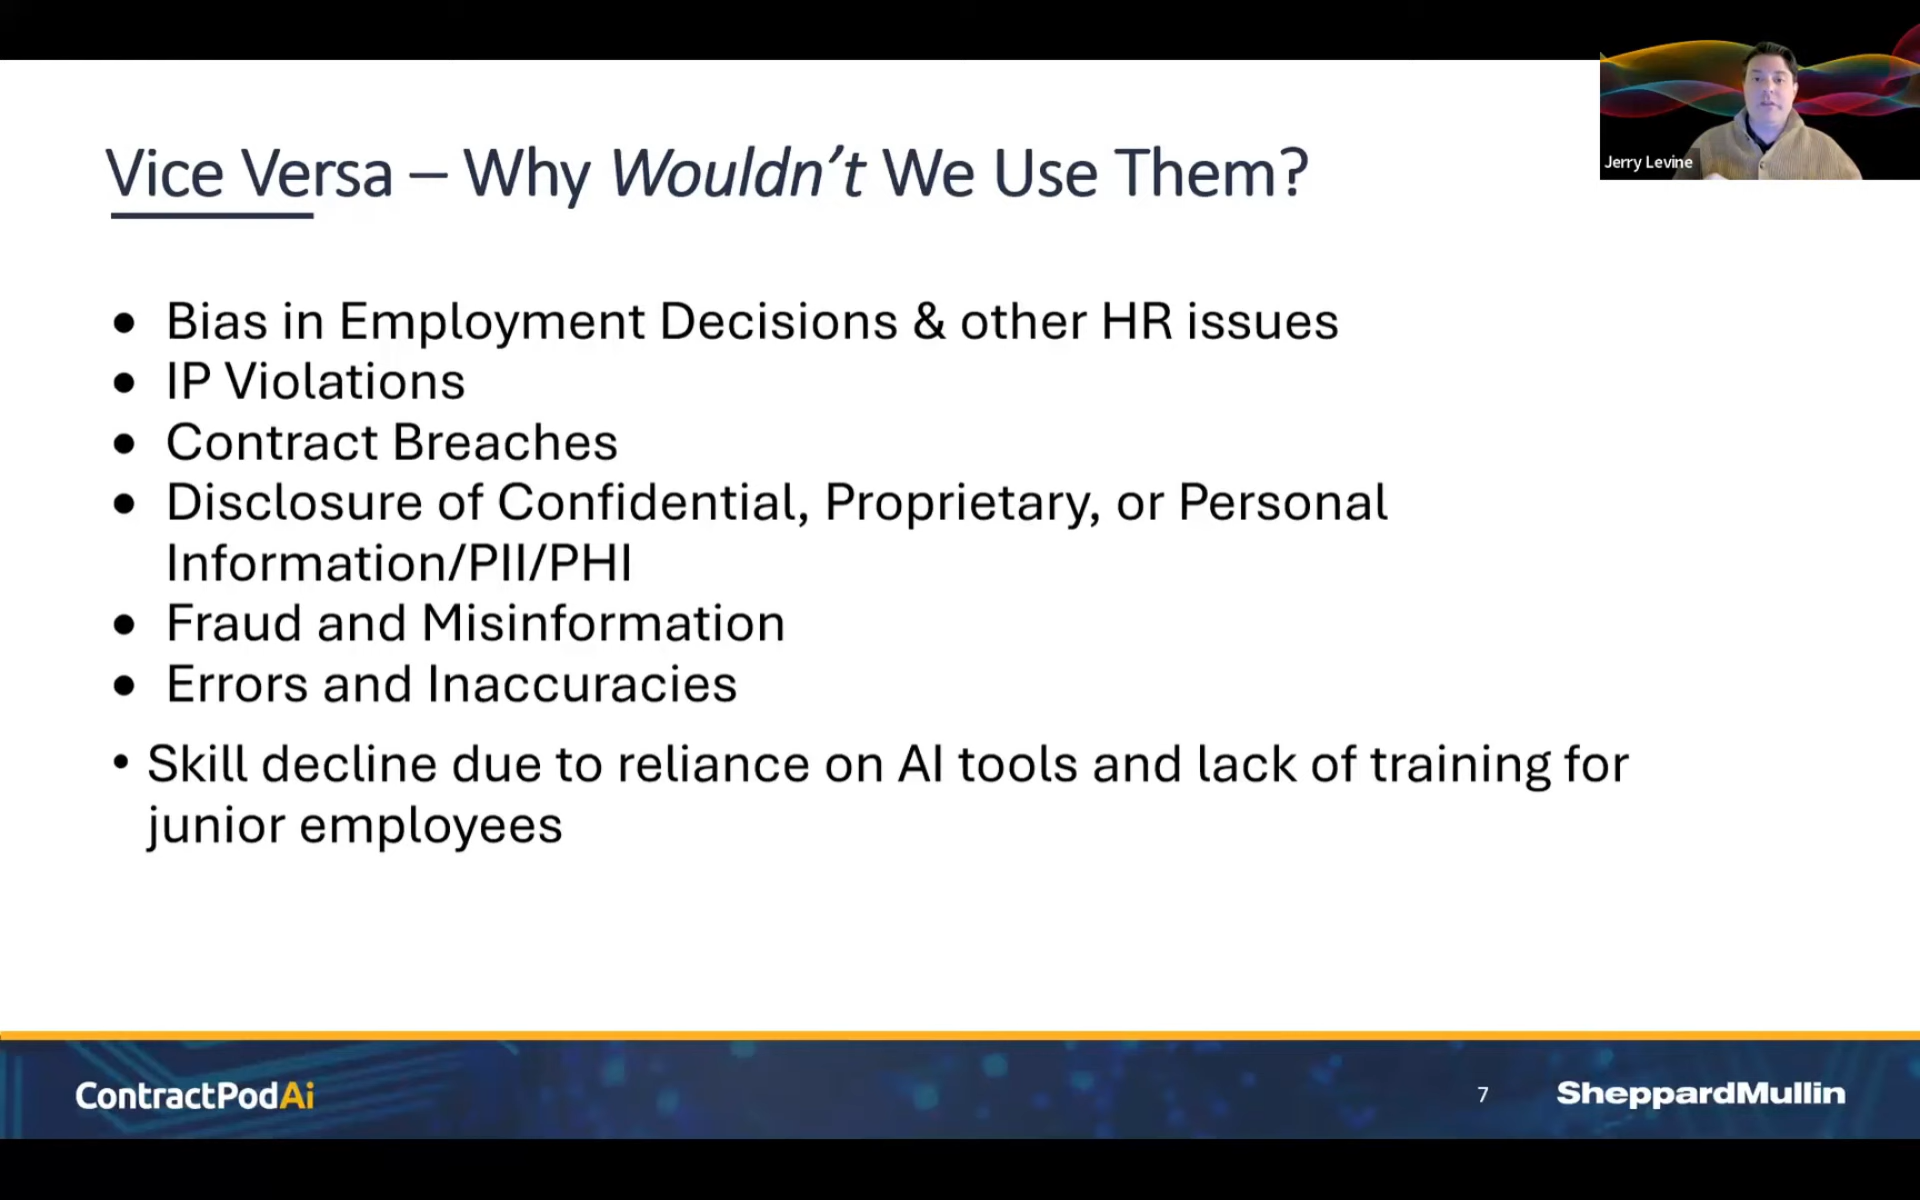 Vice Versa – Why Wouldn’t We Use Them?
Jerry Levine
● Bias in Employment Decisions & other HR issues
● IP Violations
● Contract Breaches
● Disclosure of Confidential, Proprietary, or Personal
Information/PII/PHI
● Fraud and Misinformation
● Errors and Inaccuracies
• Skill decline due to reliance on AI tools and lack of training for
junior employees
ContractPodAi
7
SheppardMullin